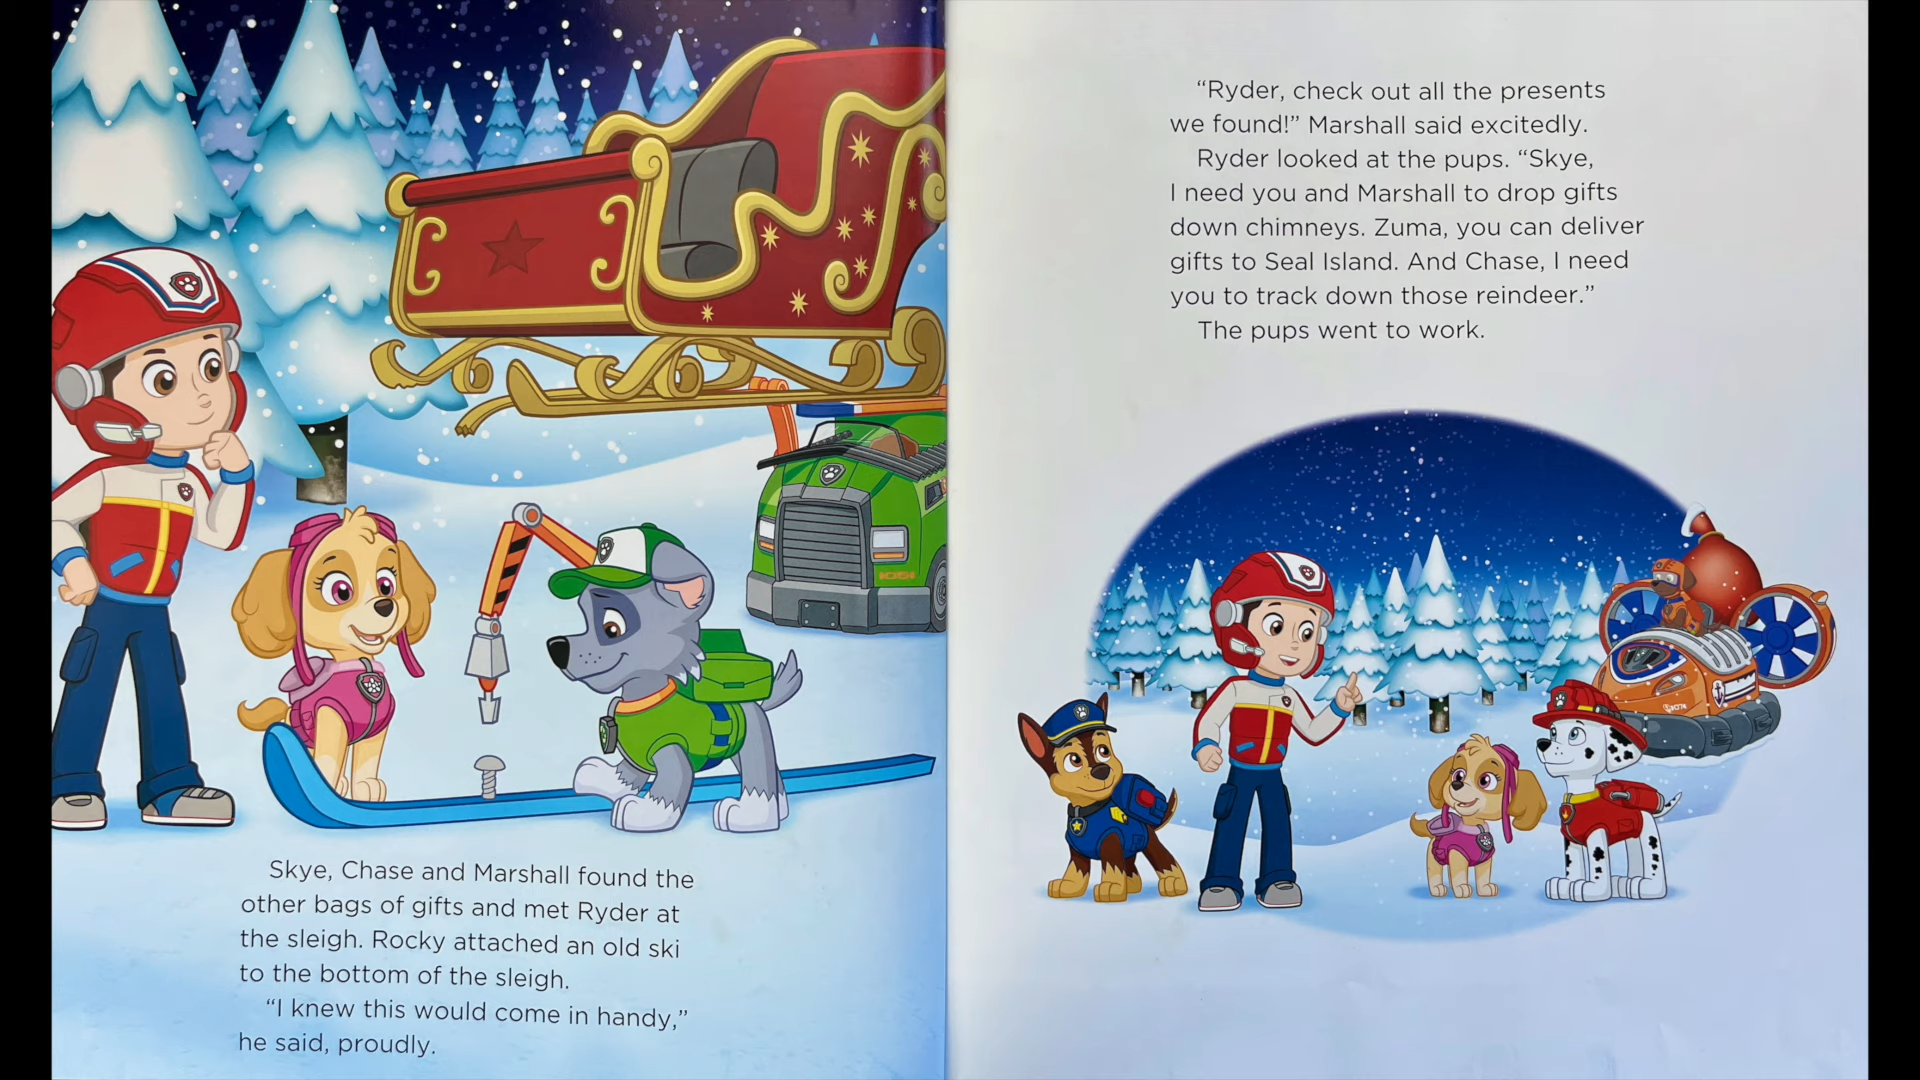 Skye, Chase and Marshall found the
other bags of gifts and met Ryder at
the sleigh. Rocky attached an old ski
to the bottom of the sleigh.
“I knew this would come in handy,”
he said, proudly.
“Ryder, check out all the presents
we found!” Marshall said excitedly.
Ryder looked at the pups. “Skye,
I need you and Marshall to drop gifts
down chimneys. Zuma, you can deliver
gifts to Seal Island. And Chase, I need
you to track down those reindeer.”
The pups went to work.